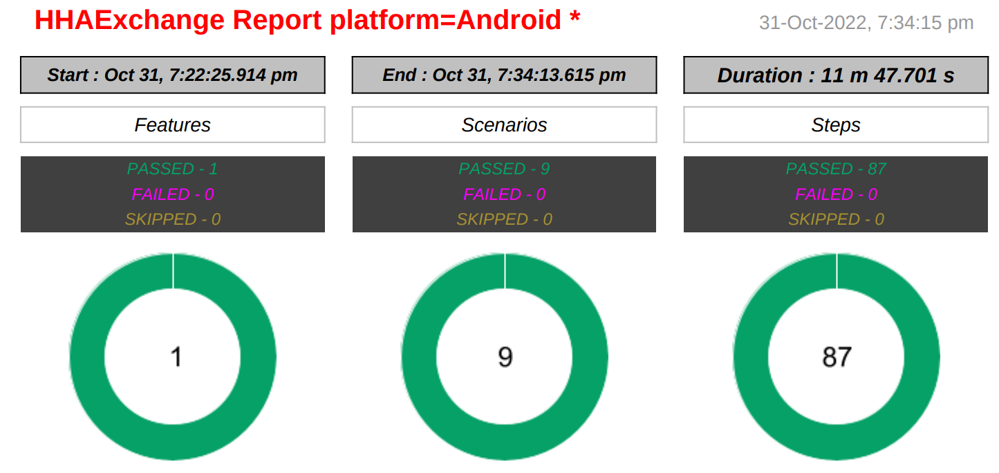 HHAExchange Report platform=Android *
31-Oct-2022, 7:34:15 pm
Start : Oct 31, 7:22:25.914 pm
End : Oct 31, 7:34:13.615 pm
Duration : 11 m 47.701 s
Features
Scenarios
Steps
PASSED - 1
FAILED - 0
SKIPPED - 0
PASSED - 9
FAILED - 0
SKIPPED - 0
PASSED - 87
FAILED - 0
SKIPPED - 0
1
9
87